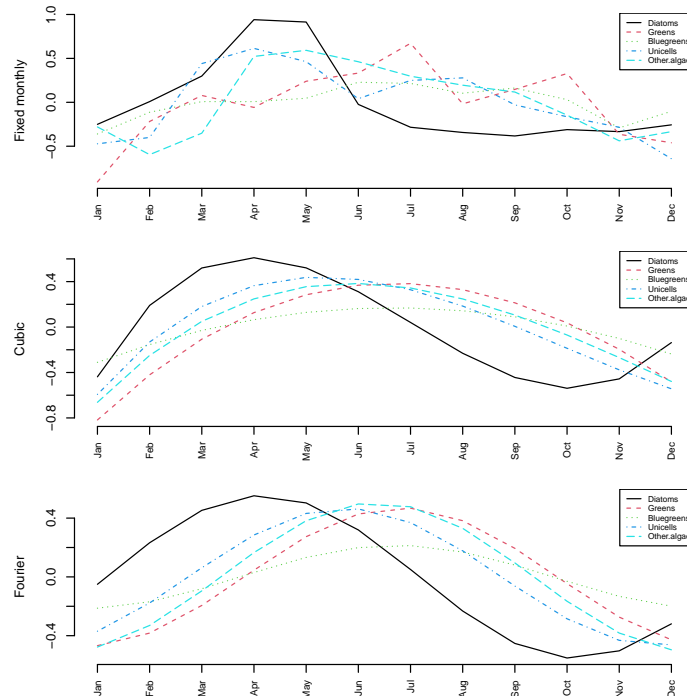 Fixed monthly
1.0
0.5
0.0
−0.5
Diatoms
Greens
Bluegreens
Unicells
Other.algae
Jan
Feb
Mar
Apr
May
Jun
Jul
Aug
Sep
Oct
Nov
Dec
Cubic
0.4
0.0
−0.4
−0.8
Diatoms
Greens
Bluegreens
Unicells
Other.algae
Jan
Feb
Mar
Apr
May
Jun
Jul
Aug
Sep
Oct
Nov
Dec
Fourier
0.4
0.0
−0.4
Diatoms
Greens
Bluegreens
Unicells
Other.algae
Jan
Feb
Mar
Apr
May
Jun
Jul
Aug
Sep
Oct
Nov
Dec